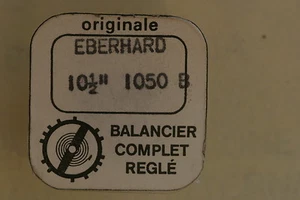 originale
EBERHARD
10½''' 1050 B
BALANCIER
COMPLET
REGLÉ